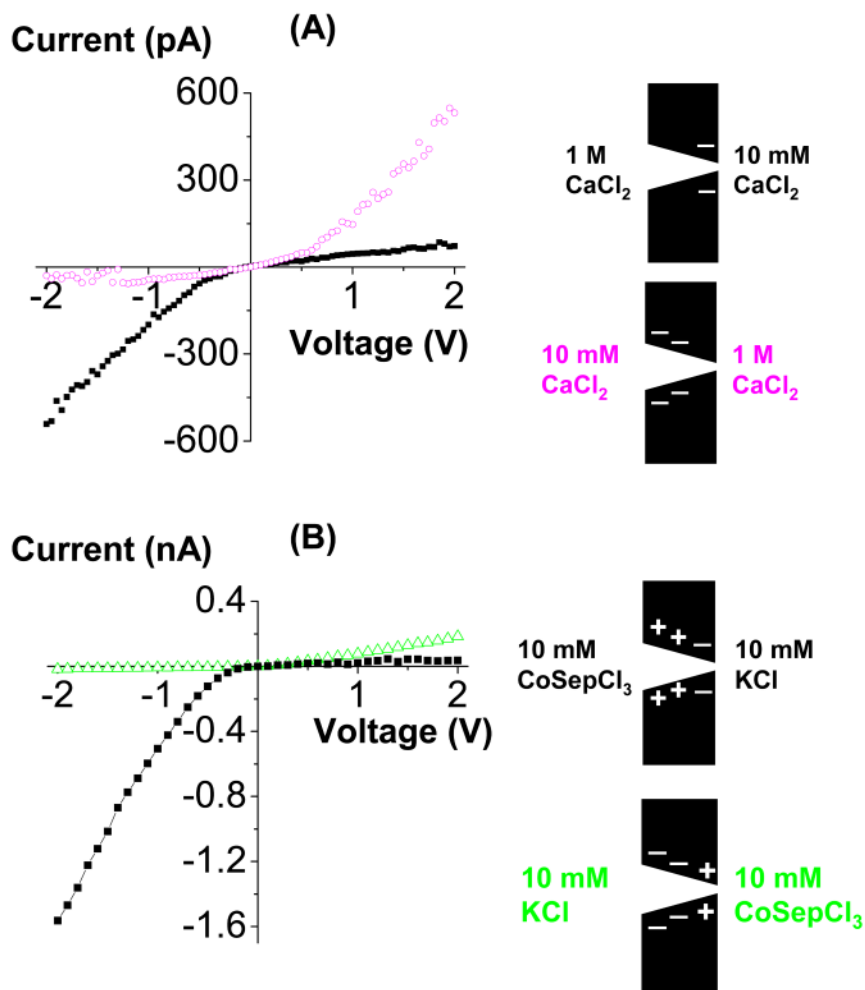 Current (pA)
(A)
600
300
-2
-1
1
2
Voltage (V)
-300
-600
1 M
CaCl₂
10 mM
CaCl₂
10 mM
CaCl₂
1 M
CaCl₂
Current (nA)
(B)
0.4
-2
-1
1
2
Voltage (V)
-0.4
-0.8
-1.2
-1.6
10 mM
CoSepCl₃
+ + −
+ + −
10 mM
KCl
10 mM
KCl
− − +
− − +
10 mM
CoSepCl₃